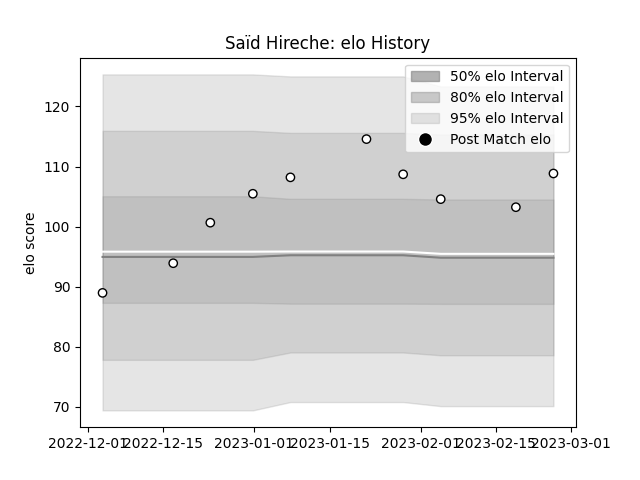 Saïd Hireche: elo History
50% elo Interval
80% elo Interval
95% elo Interval
Post Match elo
elo score
120
110
100
90
80
70
2022-12-01
2022-12-15
2023-01-01
2023-01-15
2023-02-01
2023-02-15
2023-03-01